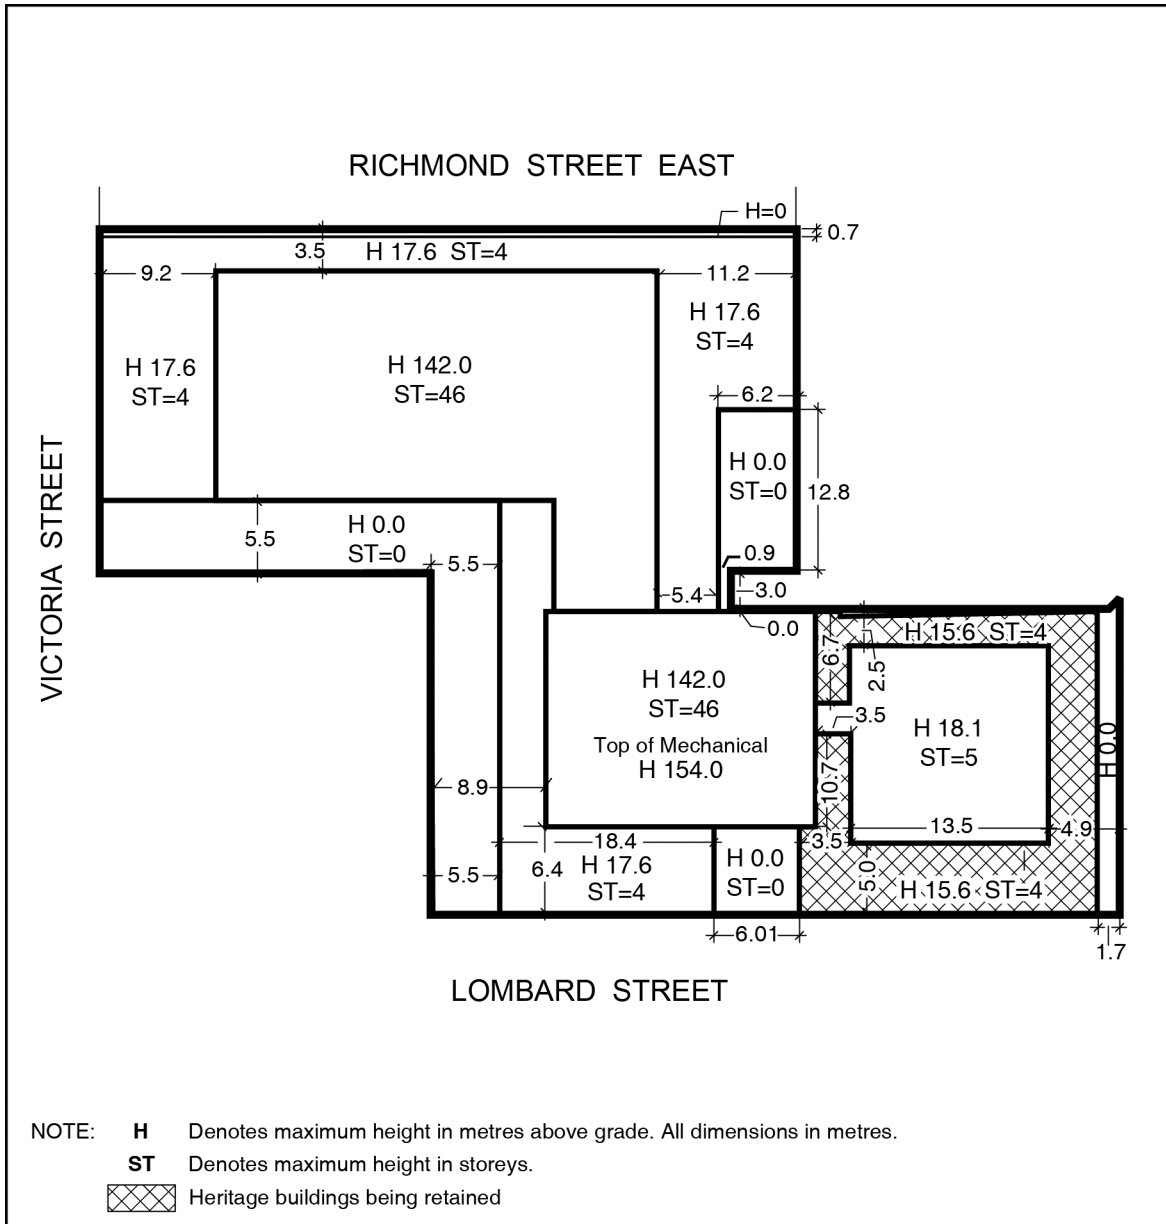 RICHMOND STREET EAST
H=0
0.7
3.5
H 17.6 ST=4
9.2
11.2
H 17.6
ST=4
H 17.6
ST=4
H 142.0
ST=46
6.2
H 0.0
ST=0
12.8
VICTORIA STREET
H 0.0
ST=0
5.5
5.5
0.9
3.0
5.4
0.0
H 15.6 ST=4
6.7
2.5
H 142.0
ST=46
Top of Mechanical
H 154.0
3.5
H 18.1
ST=5
H 0.0
8.9
10.7
18.4
13.5
4.9
3.5
6.4
H 17.6
ST=4
H 0.0
ST=0
5.5
5.0
H 15.6 ST=4
6.01
1.7
LOMBARD STREET
NOTE: H Denotes maximum height in metres above grade. All dimensions in metres.
ST Denotes maximum height in storeys.
Heritage buildings being retained